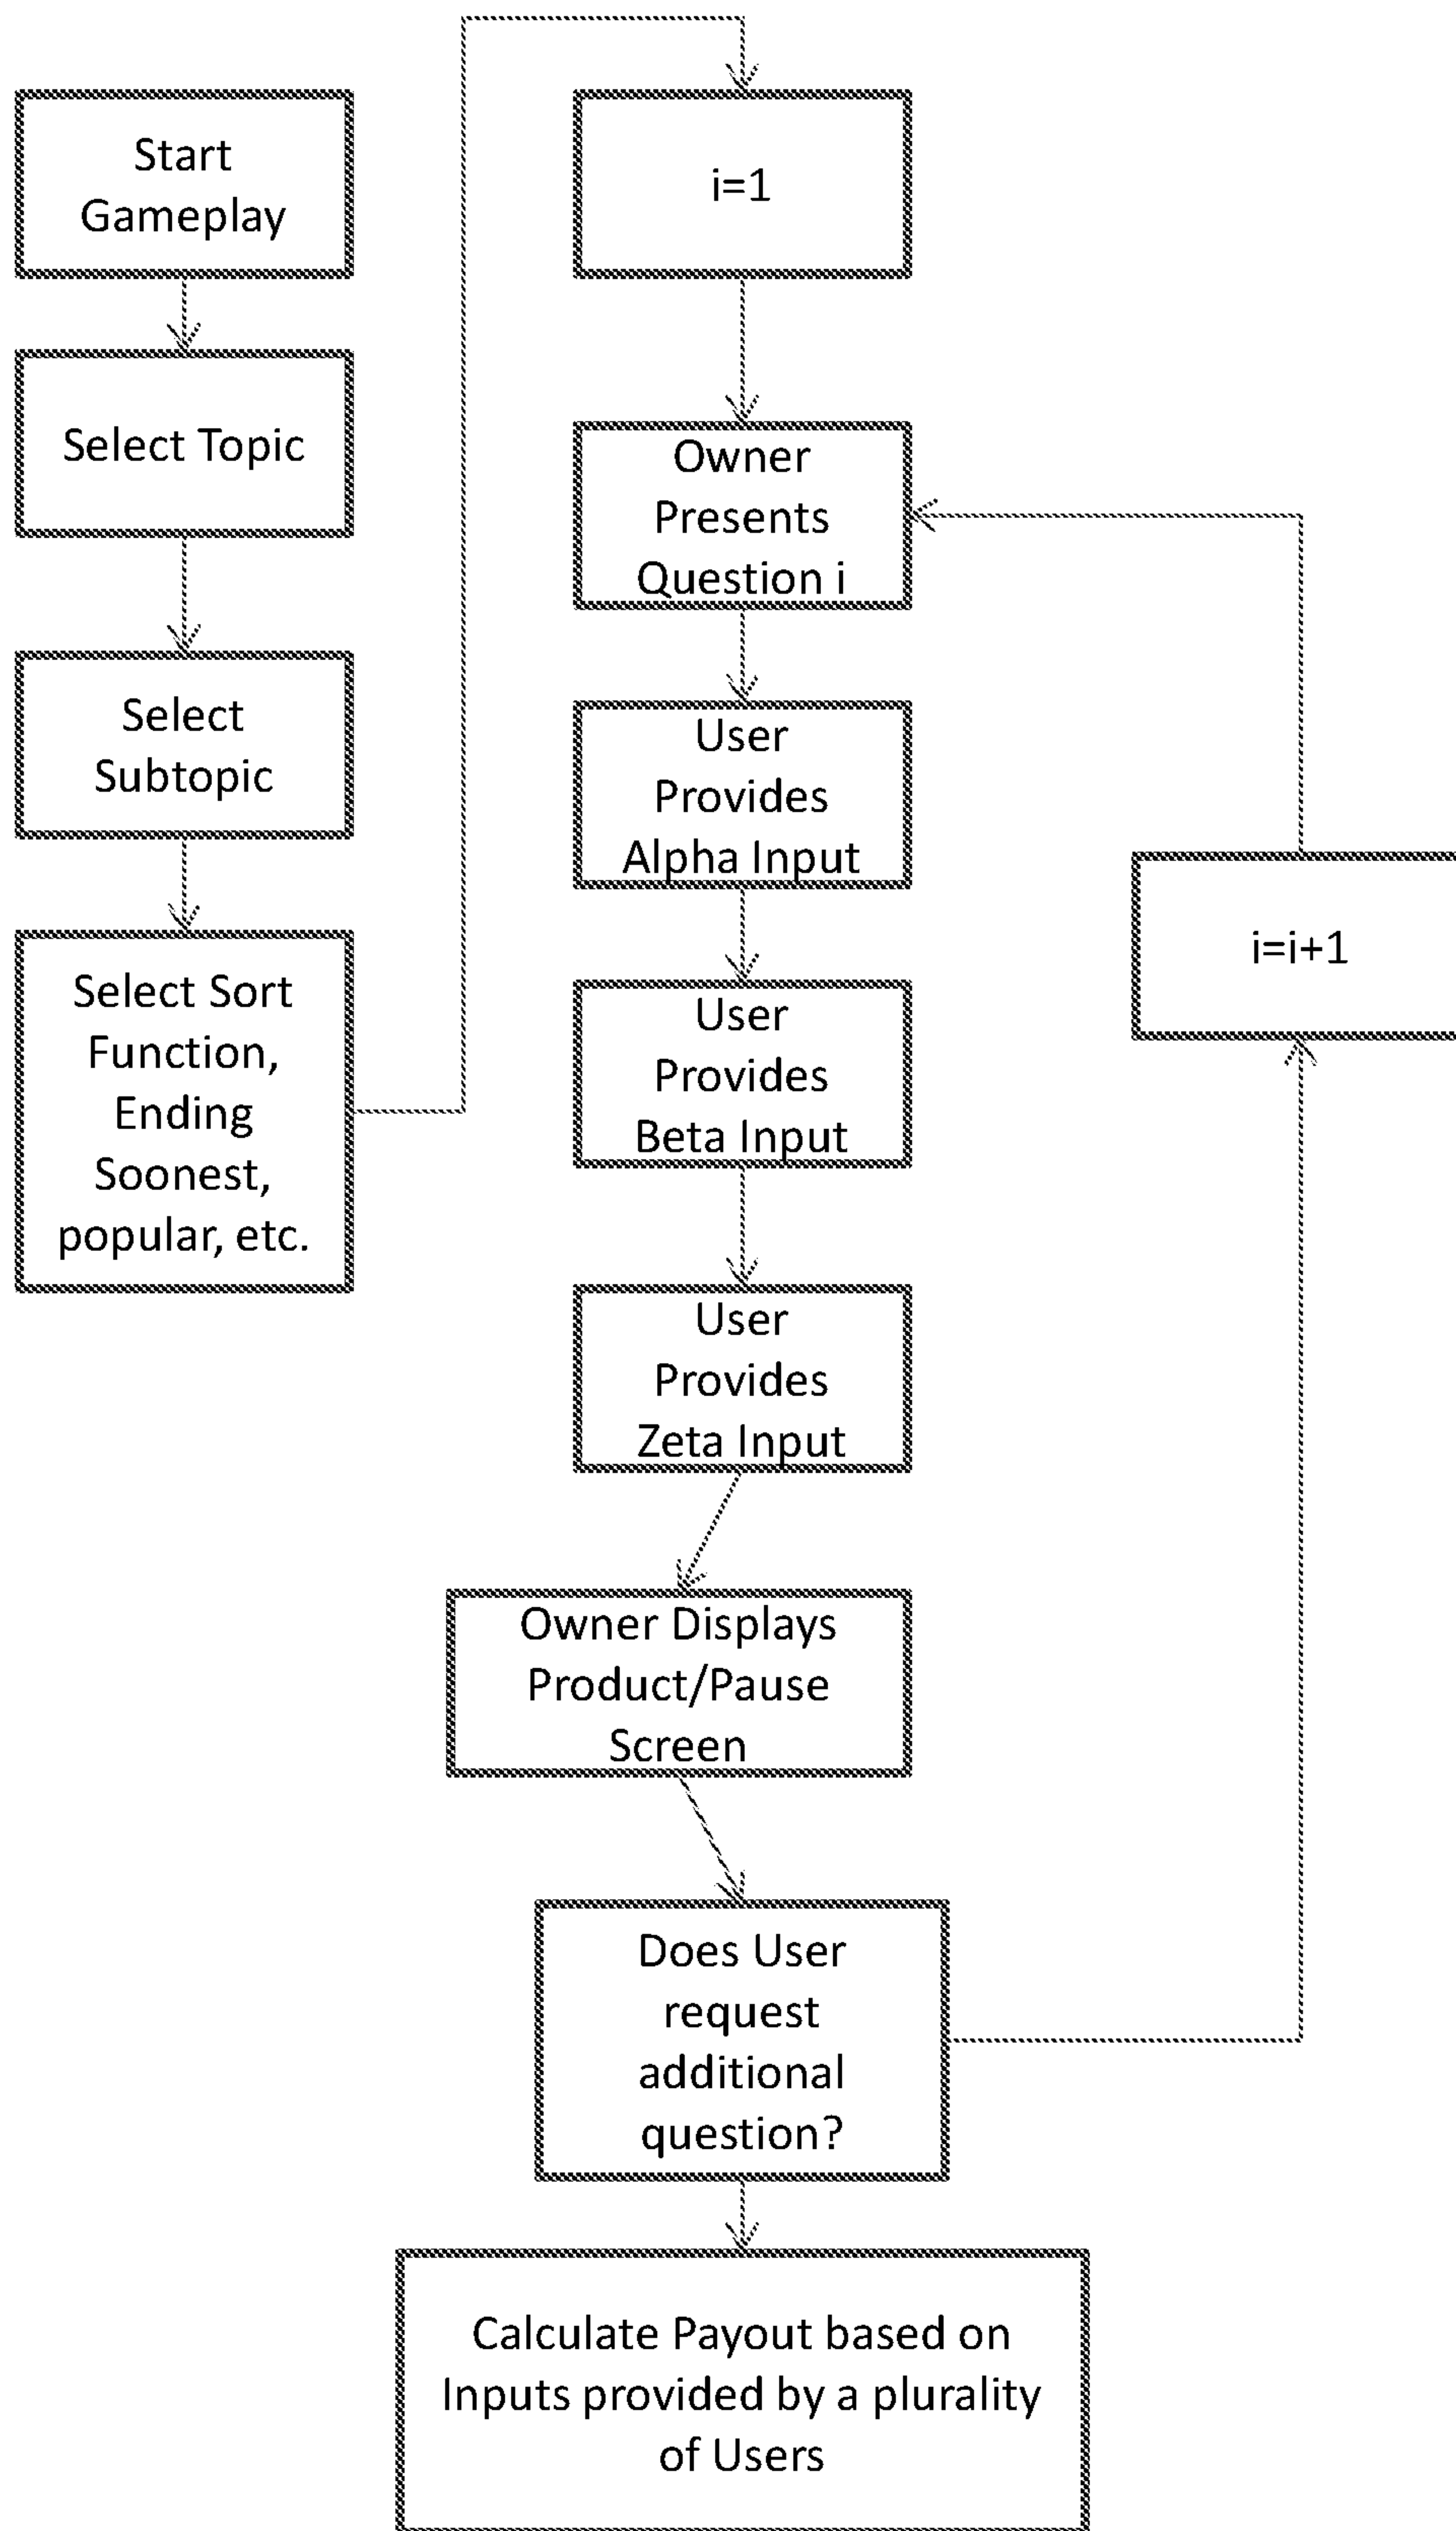 Start
Gameplay
Select Topic
Select
Subtopic
Select Sort
Function,
Ending
Soonest,
popular, etc.
i=1
Owner
Presents
Question i
User
Provides
Alpha Input
User
Provides
Beta Input
User
Provides
Zeta Input
Owner Displays
Product/Pause
Screen
Does User
request
additional
question?
i=i+1
Calculate Payout based on
Inputs provided by a plurality
of Users